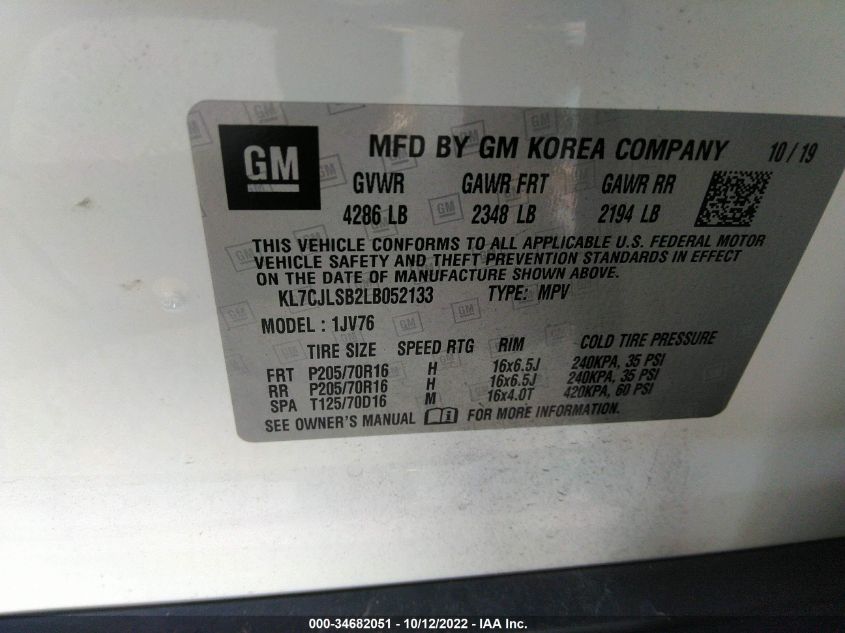 GM MFD BY GM KOREA COMPANY 10/19
GVWR GAWR FRT GAWR RR
4286 LB 2348 LB 2194 LB
THIS VEHICLE CONFORMS TO ALL APPLICABLE U.S. FEDERAL MOTOR
VEHICLE SAFETY AND THEFT PREVENTION STANDARDS IN EFFECT
ON THE DATE OF MANUFACTURE SHOWN ABOVE.
KL7CJLSB2LB052133 TYPE: MPV
MODEL : 1JV76
TIRE SIZE SPEED RTG RIM COLD TIRE PRESSURE
FRT P205/70R16 H 16x6.5J 240KPA, 35 PSI
RR P205/70R16 H 16x6.5J 240KPA, 35 PSI
SPA T125/70D16 M 16x4.0T 420KPA, 60 PSI
SEE OWNER'S MANUAL FOR MORE INFORMATION.
000-34682051 - 10/12/2022 - IAA Inc.